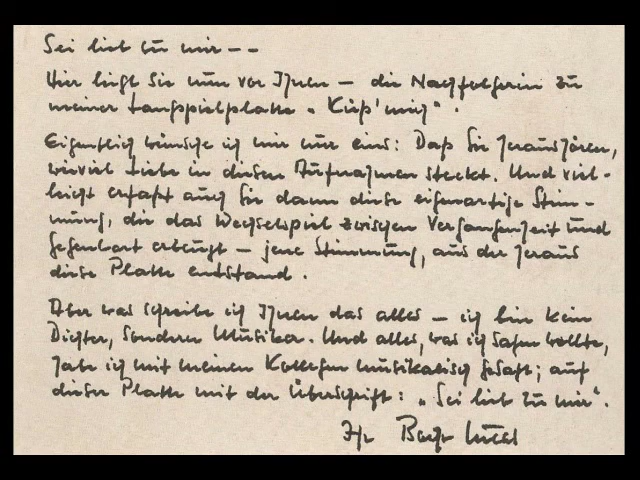 Sei lieb zu mir --
Hier liegt sie nun vor Ihnen - die Nachfolgerin zu
meiner Langspielplatte „Küß' mich".
Eigentlich wünsche ich mir nur eins: Daß Sie heraushören,
wieviel Liebe in diesen Aufnahmen steckt. Und viel-
leicht erfaßt auch Sie dann diese eigenartige Stim-
mung, die das Wechselspiel zwischen Vergangenheit und
Gegenwart erzeugt - jene Stimmung, aus der heraus
diese Platte entstand.
Aber was schreibe ich Ihnen das alles - ich bin kein
Dichter, sondern Musiker. Und alles, was ich sagen wollte,
habe ich mit meinen Kollegen musikalisch gesagt; auf
dieser Platte mit der Überschrift: „Sei lieb zu mir".
Ihr